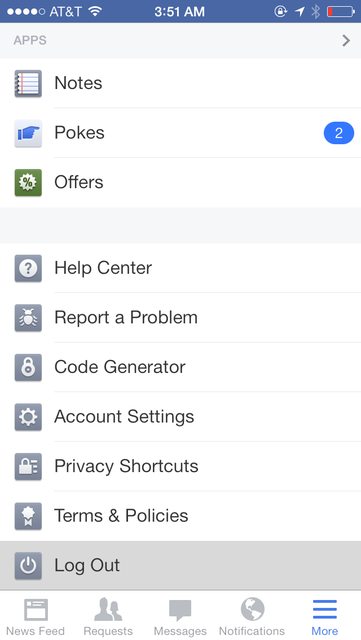 AT&T 3:51 AM
APPS
Notes
Pokes 2
Offers
Help Center
Report a Problem
Code Generator
Account Settings
Privacy Shortcuts
Terms & Policies
Log Out
News Feed Requests Messages Notifications More